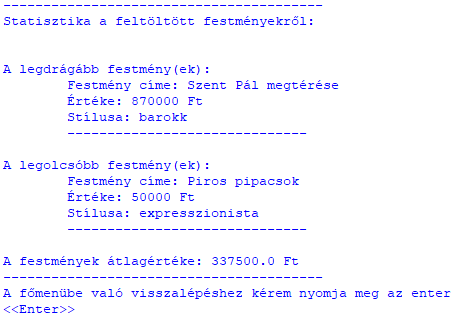 ----------------------------------------
Statisztika a feltöltött festményekről:
A legdrágább festmény(ek):
Festmény címe: Szent Pál megtérése
Értéke: 870000 Ft
Stílusa: barokk
------------------------------
A legolcsóbb festmény(ek):
Festmény címe: Piros pipacsok
Értéke: 50000 Ft
Stílusa: expresszionista
------------------------------
A festmények átlagértéke: 337500.0 Ft
----------------------------------------
A főmenübe való visszalépéshez kérem nyomja meg az enter
<<Enter>>